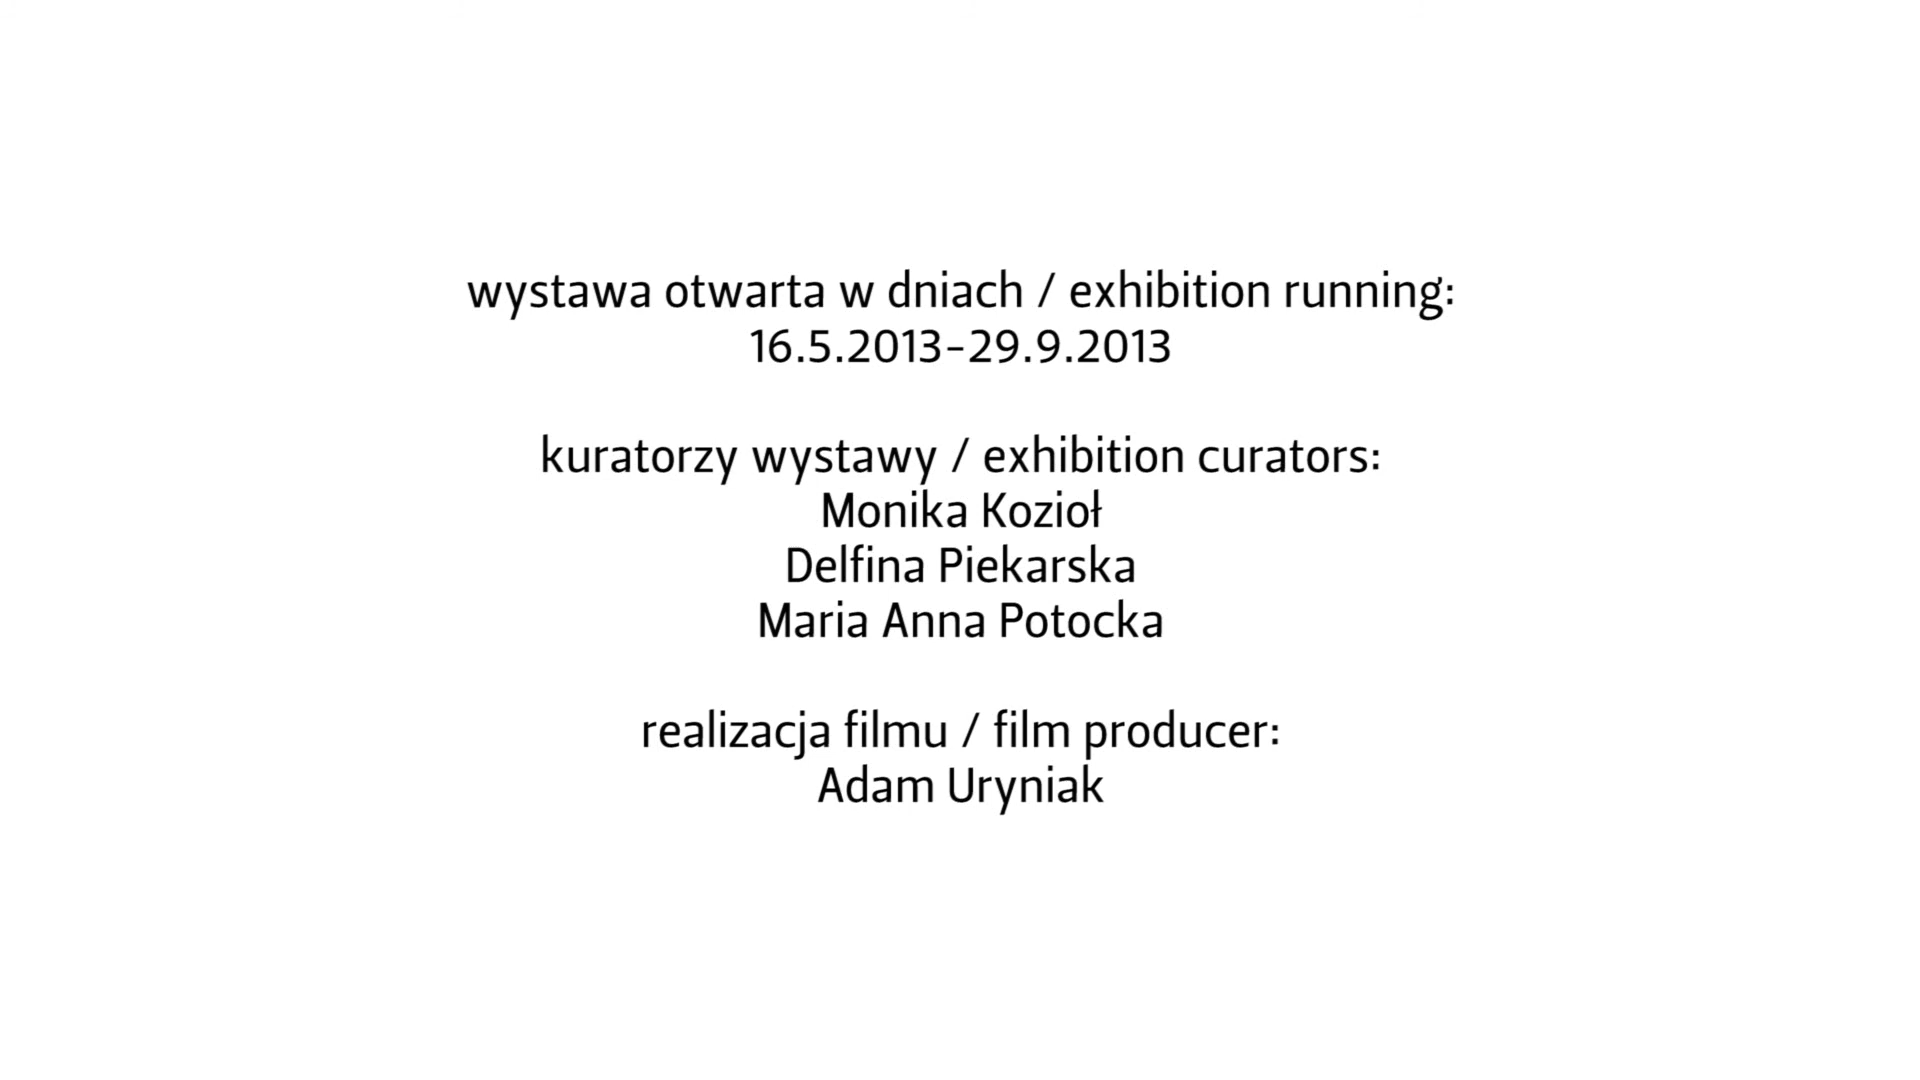 wystawa otwarta w dniach / exhibition running:
16.5.2013-29.9.2013
kuratorzy wystawy / exhibition curators:
Monika Kozioł
Delfina Piekarska
Maria Anna Potocka
realizacja filmu / film producer:
Adam Uryniak